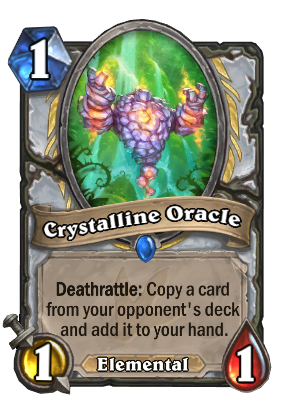 1
Crystalline Oracle
Deathrattle: Copy a card
from your opponent's deck
and add it to your hand.
1
Elemental
1